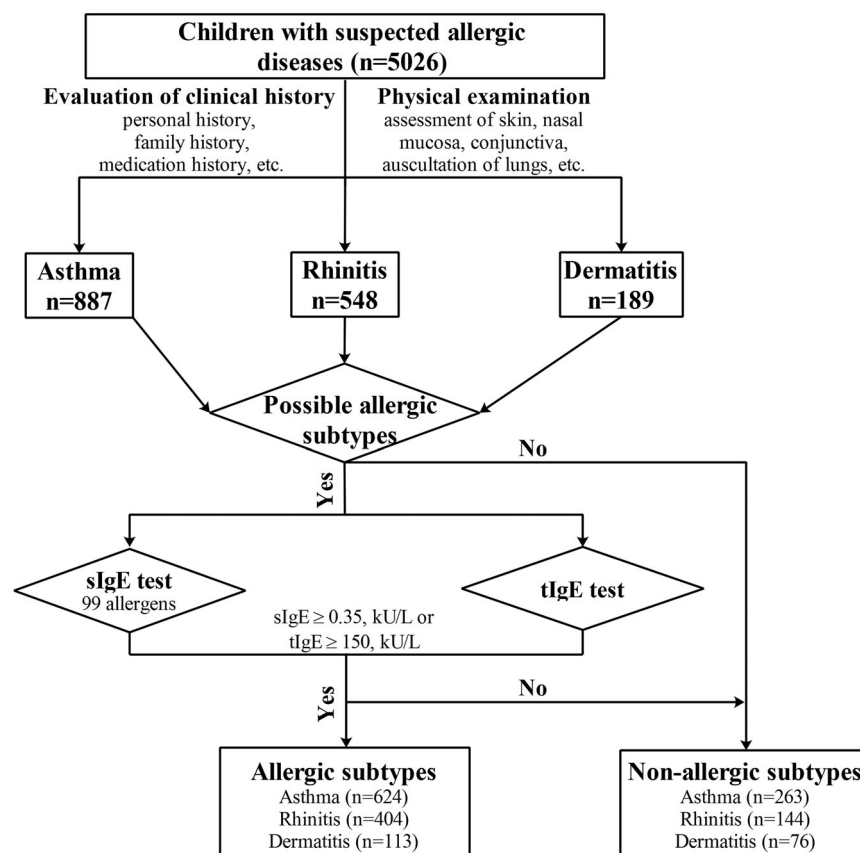 Children with suspected allergic
diseases (n=5026)
Evaluation of clinical history
personal history,
family history,
medication history, etc.
Physical examination
assessment of skin, nasal
mucosa, conjunctiva,
auscultation of lungs, etc.
Asthma
n=887
Rhinitis
n=548
Dermatitis
n=189
Possible allergic
subtypes
No
Yes
sIgE test
99 allergens
tIgE test
sIgE ≥ 0.35, kU/L or
tIgE ≥ 150, kU/L
No
Yes
Allergic subtypes
Asthma (n=624)
Rhinitis (n=404)
Dermatitis (n=113)
Non-allergic subtypes
Asthma (n=263)
Rhinitis (n=144)
Dermatitis (n=76)